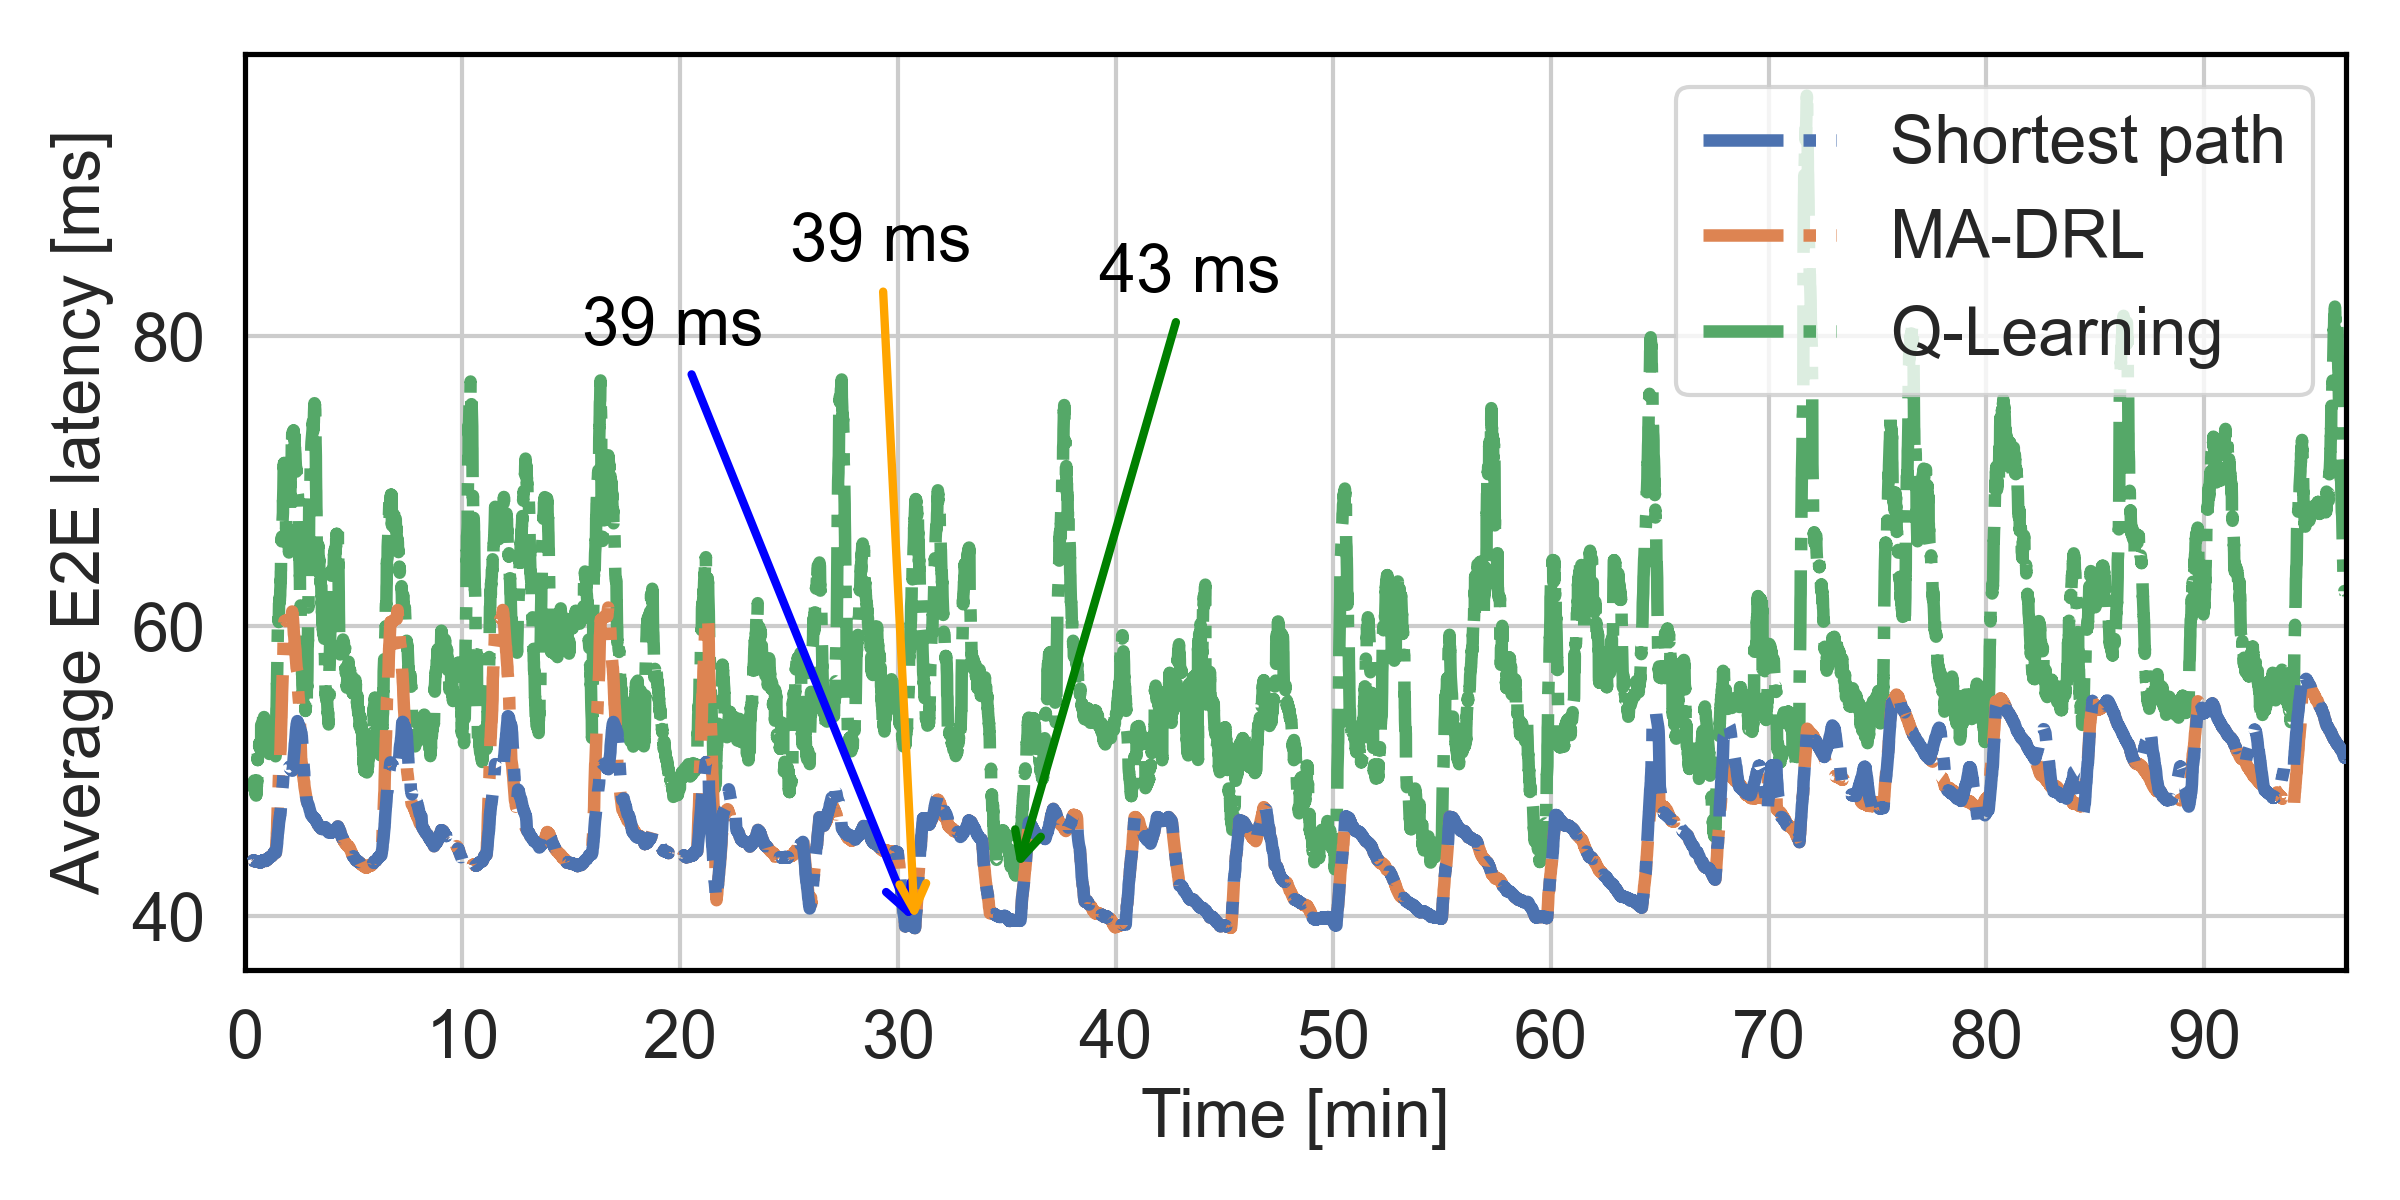 Average E2E latency [ms]
80
60
40
39 ms
39 ms
43 ms
Shortest path
MA-DRL
Q-Learning
0 10 20 30 40 50 60 70 80 90
Time [min]